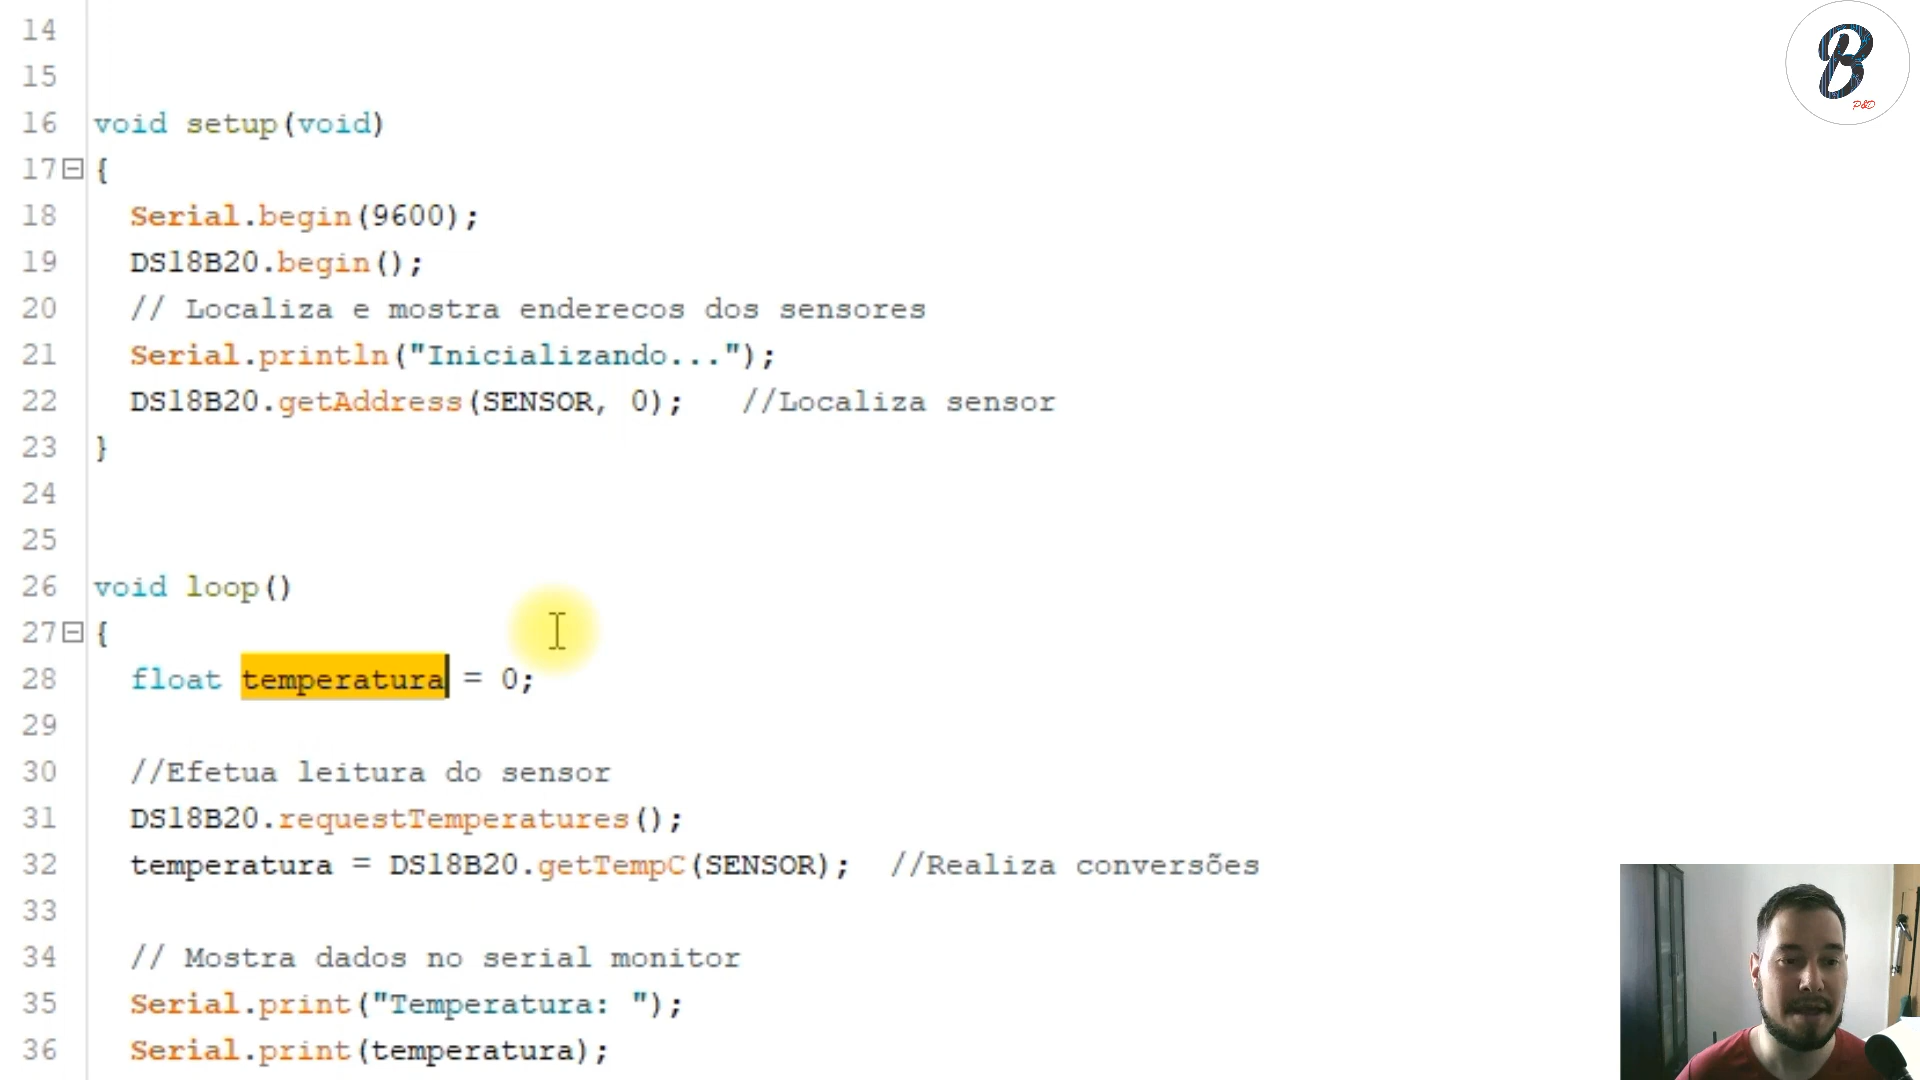 14
15
16 void setup(void)
17 {
18 Serial.begin(9600);
19 DS18B20.begin();
20 // Localiza e mostra enderecos dos sensores
21 Serial.println("Inicializando...");
22 DS18B20.getAddress(SENSOR, 0); //Localiza sensor
23 }
24
25
26 void loop()
27 {
28 float temperatura = 0;
29
30 //Efetua leitura do sensor
31 DS18B20.requestTemperatures();
32 temperatura = DS18B20.getTempC(SENSOR); //Realiza conversões
33
34 // Mostra dados no serial monitor
35 Serial.print("Temperatura: ");
36 Serial.print(temperatura);
B
P&D